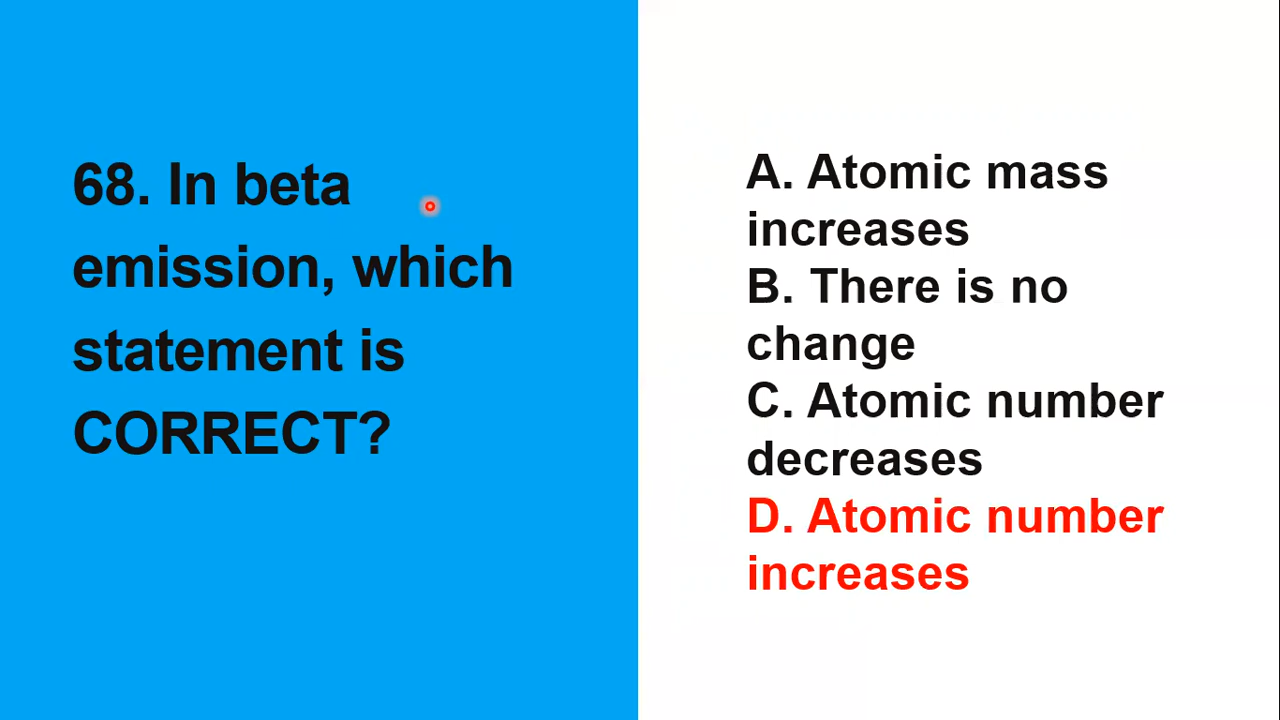 68. In beta
emission, which
statement is
CORRECT?
A. Atomic mass
increases
B. There is no
change
C. Atomic number
decreases
D. Atomic number
increases